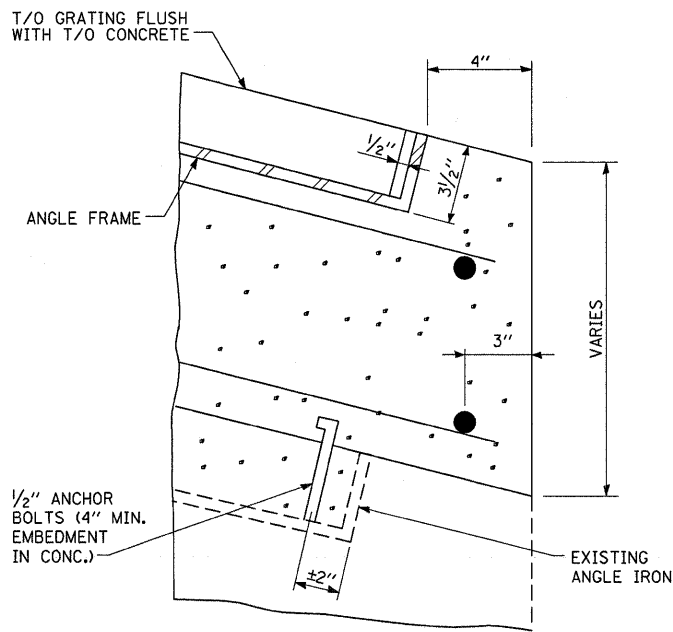 T/O GRATING FLUSH
WITH T/O CONCRETE
4"
1/2"
3 1/2"
ANGLE FRAME
3"
VARIES
1/2" ANCHOR
BOLTS (4" MIN.
EMBEDMENT
IN CONC.)
±2"
EXISTING
ANGLE IRON